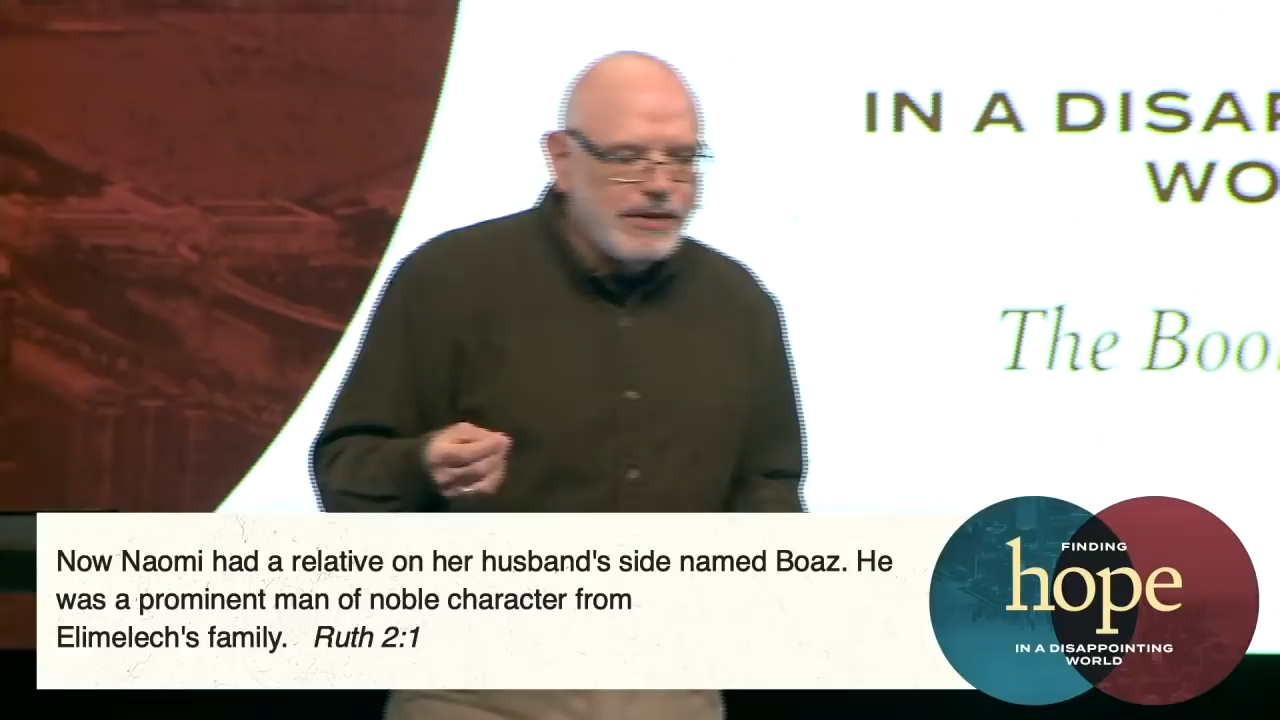 IN A DISAP
WO
The Boo
Now Naomi had a relative on her husband's side named Boaz. He
was a prominent man of noble character from
Elimelech's family. Ruth 2:1
FINDING
hope
IN A DISAPPOINTING
WORLD